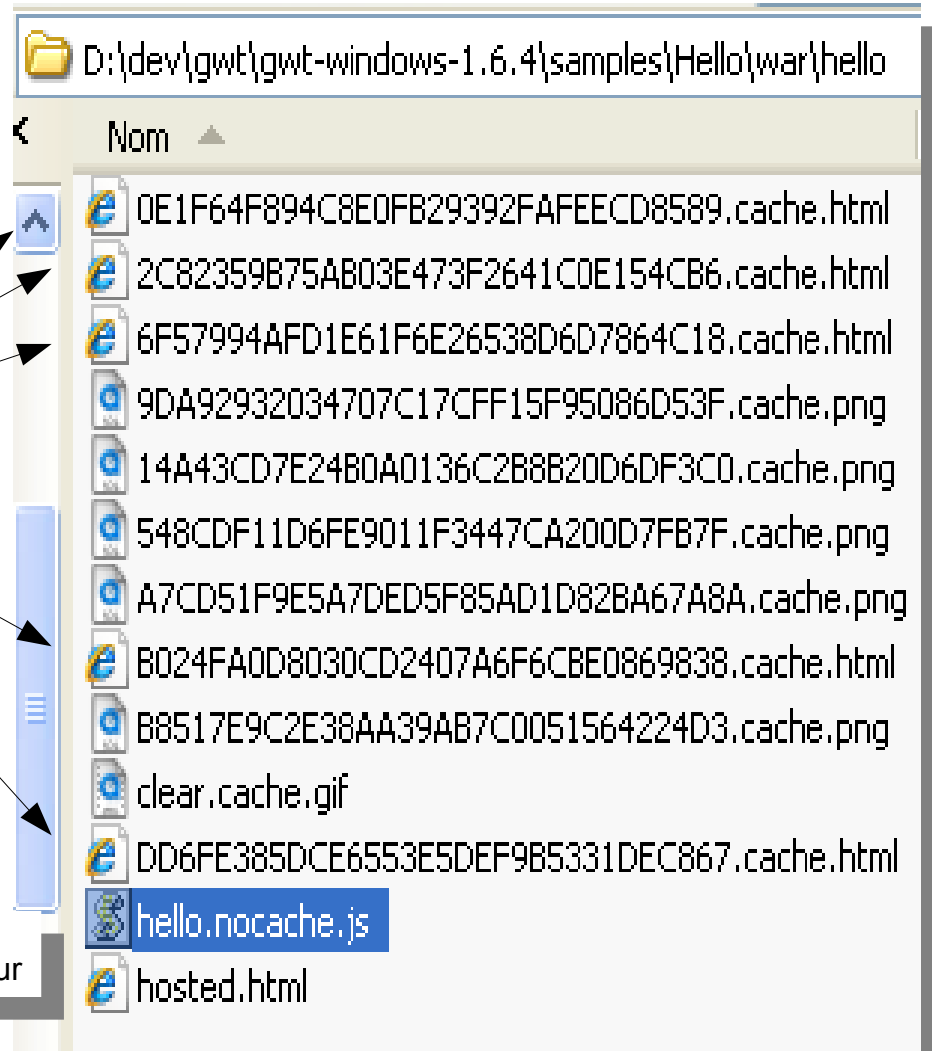 D:\dev\gwt\gwt-windows-1.6.4\samples\Hello\war\hello
Nom
0E1F64F894C8E0FB29392FAFEECD8589.cache.html
2C82359B75AB03E473F2641C0E154CB6.cache.html
6F57994AFD1E61F6E26538D6D7864C18.cache.html
9DA92932034707C17CFF15F95086D53F.cache.png
14A43CD7E24B0A0136C2B8B20D6DF3C0.cache.png
548CDF11D6FE9011F3447CA200D7FB7F.cache.png
A7CD51F9E5A7DED5F85AD1D82BA67A8A.cache.png
B024FA0D8030CD2407A6F6CBE0869838.cache.html
B8517E9C2E38AA39AB7C0051564224D3.cache.png
clear.cache.gif
DD6FE385DCE6553E5DEF9B5331DEC867.cache.html
hello.nocache.js
ur
hosted.html